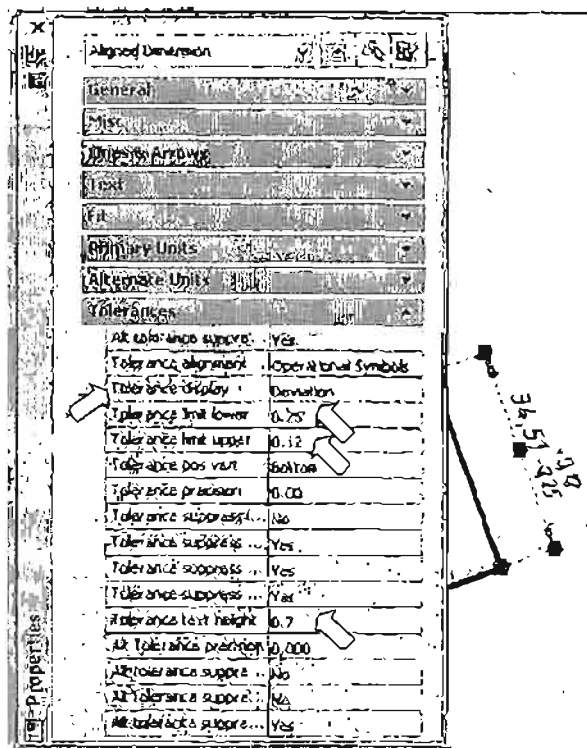 Aligned Dimension
General
Misc
Lines & Arrows
Text
Fit
Primary Units
Alternate Units
Tolerances
Alt tolerance suppre... Yes
Tolerance alignment Operational Symbols
Tolerance display Deviation
Tolerance limit lower 0.25
Tolerance limit upper 0.12
Tolerance pos vert Bottom
Tolerance precision 0.00
Tolerance suppress ... No
Tolerance suppress ... Yes
Tolerance suppress ... Yes
Tolerance suppress ... Yes
Tolerance text height 0.7
Alt Tolerance precision 0.000
Alt tolerance suppre... No
Alt Tolerance suppre... No
Alt tolerance suppre... Yes
Properties